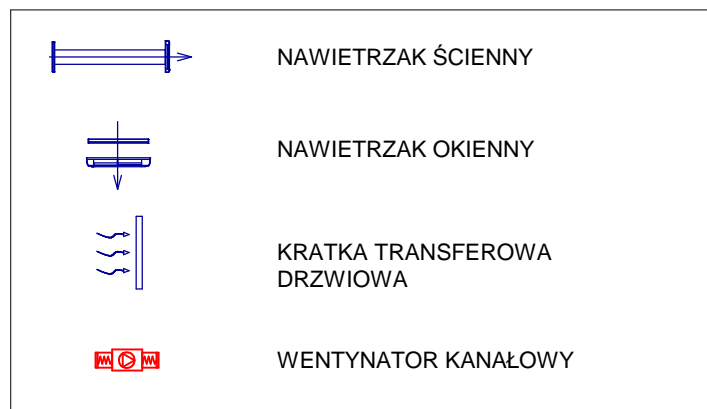 NAWIETRZAK ŚCIENNY
NAWIETRZAK OKIENNY
KRATKA TRANSFEROWA
DRZWIOWA
WENTYNATOR KANAŁOWY